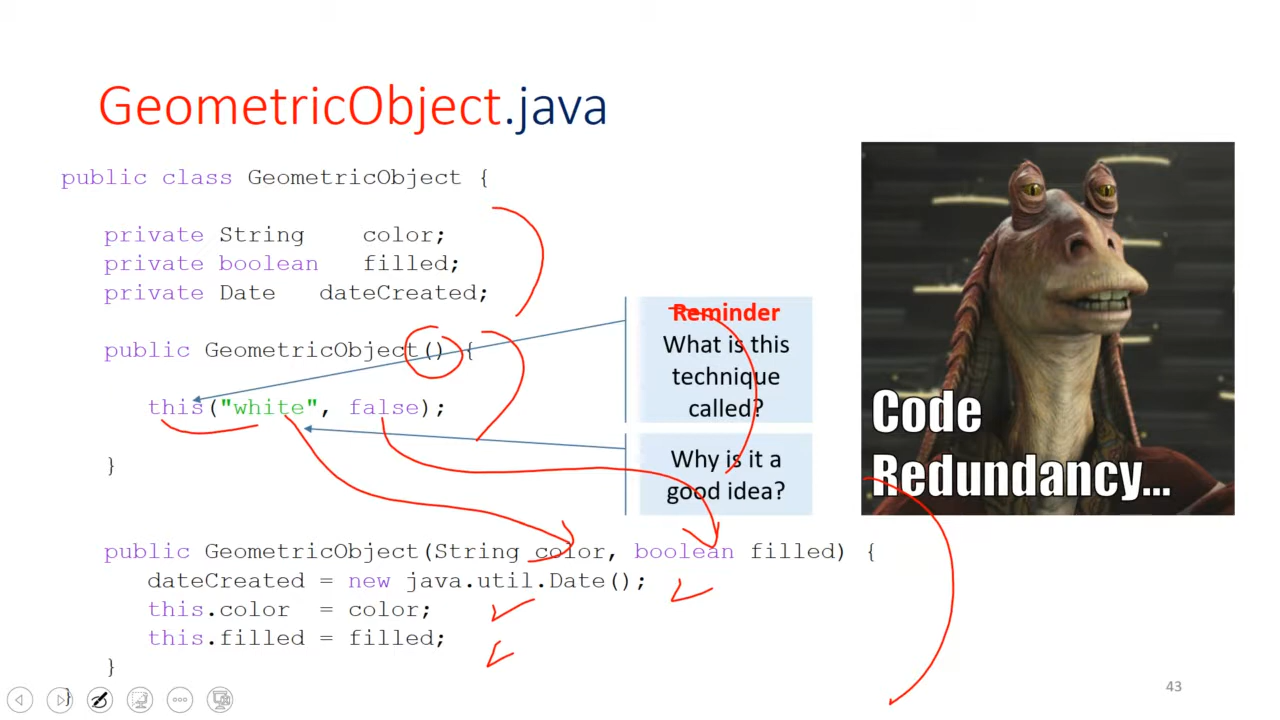 GeometricObject.java
public class GeometricObject {
private String color;
private boolean filled;
private Date dateCreated;
public GeometricObject() {
this("white", false);
}
Reminder
What is this
technique
called?
Why is it a
good idea?
Code
Redundancy...
public GeometricObject(String color, boolean filled) {
dateCreated = new java.util.Date();
this.color = color;
this.filled = filled;
}
}
43